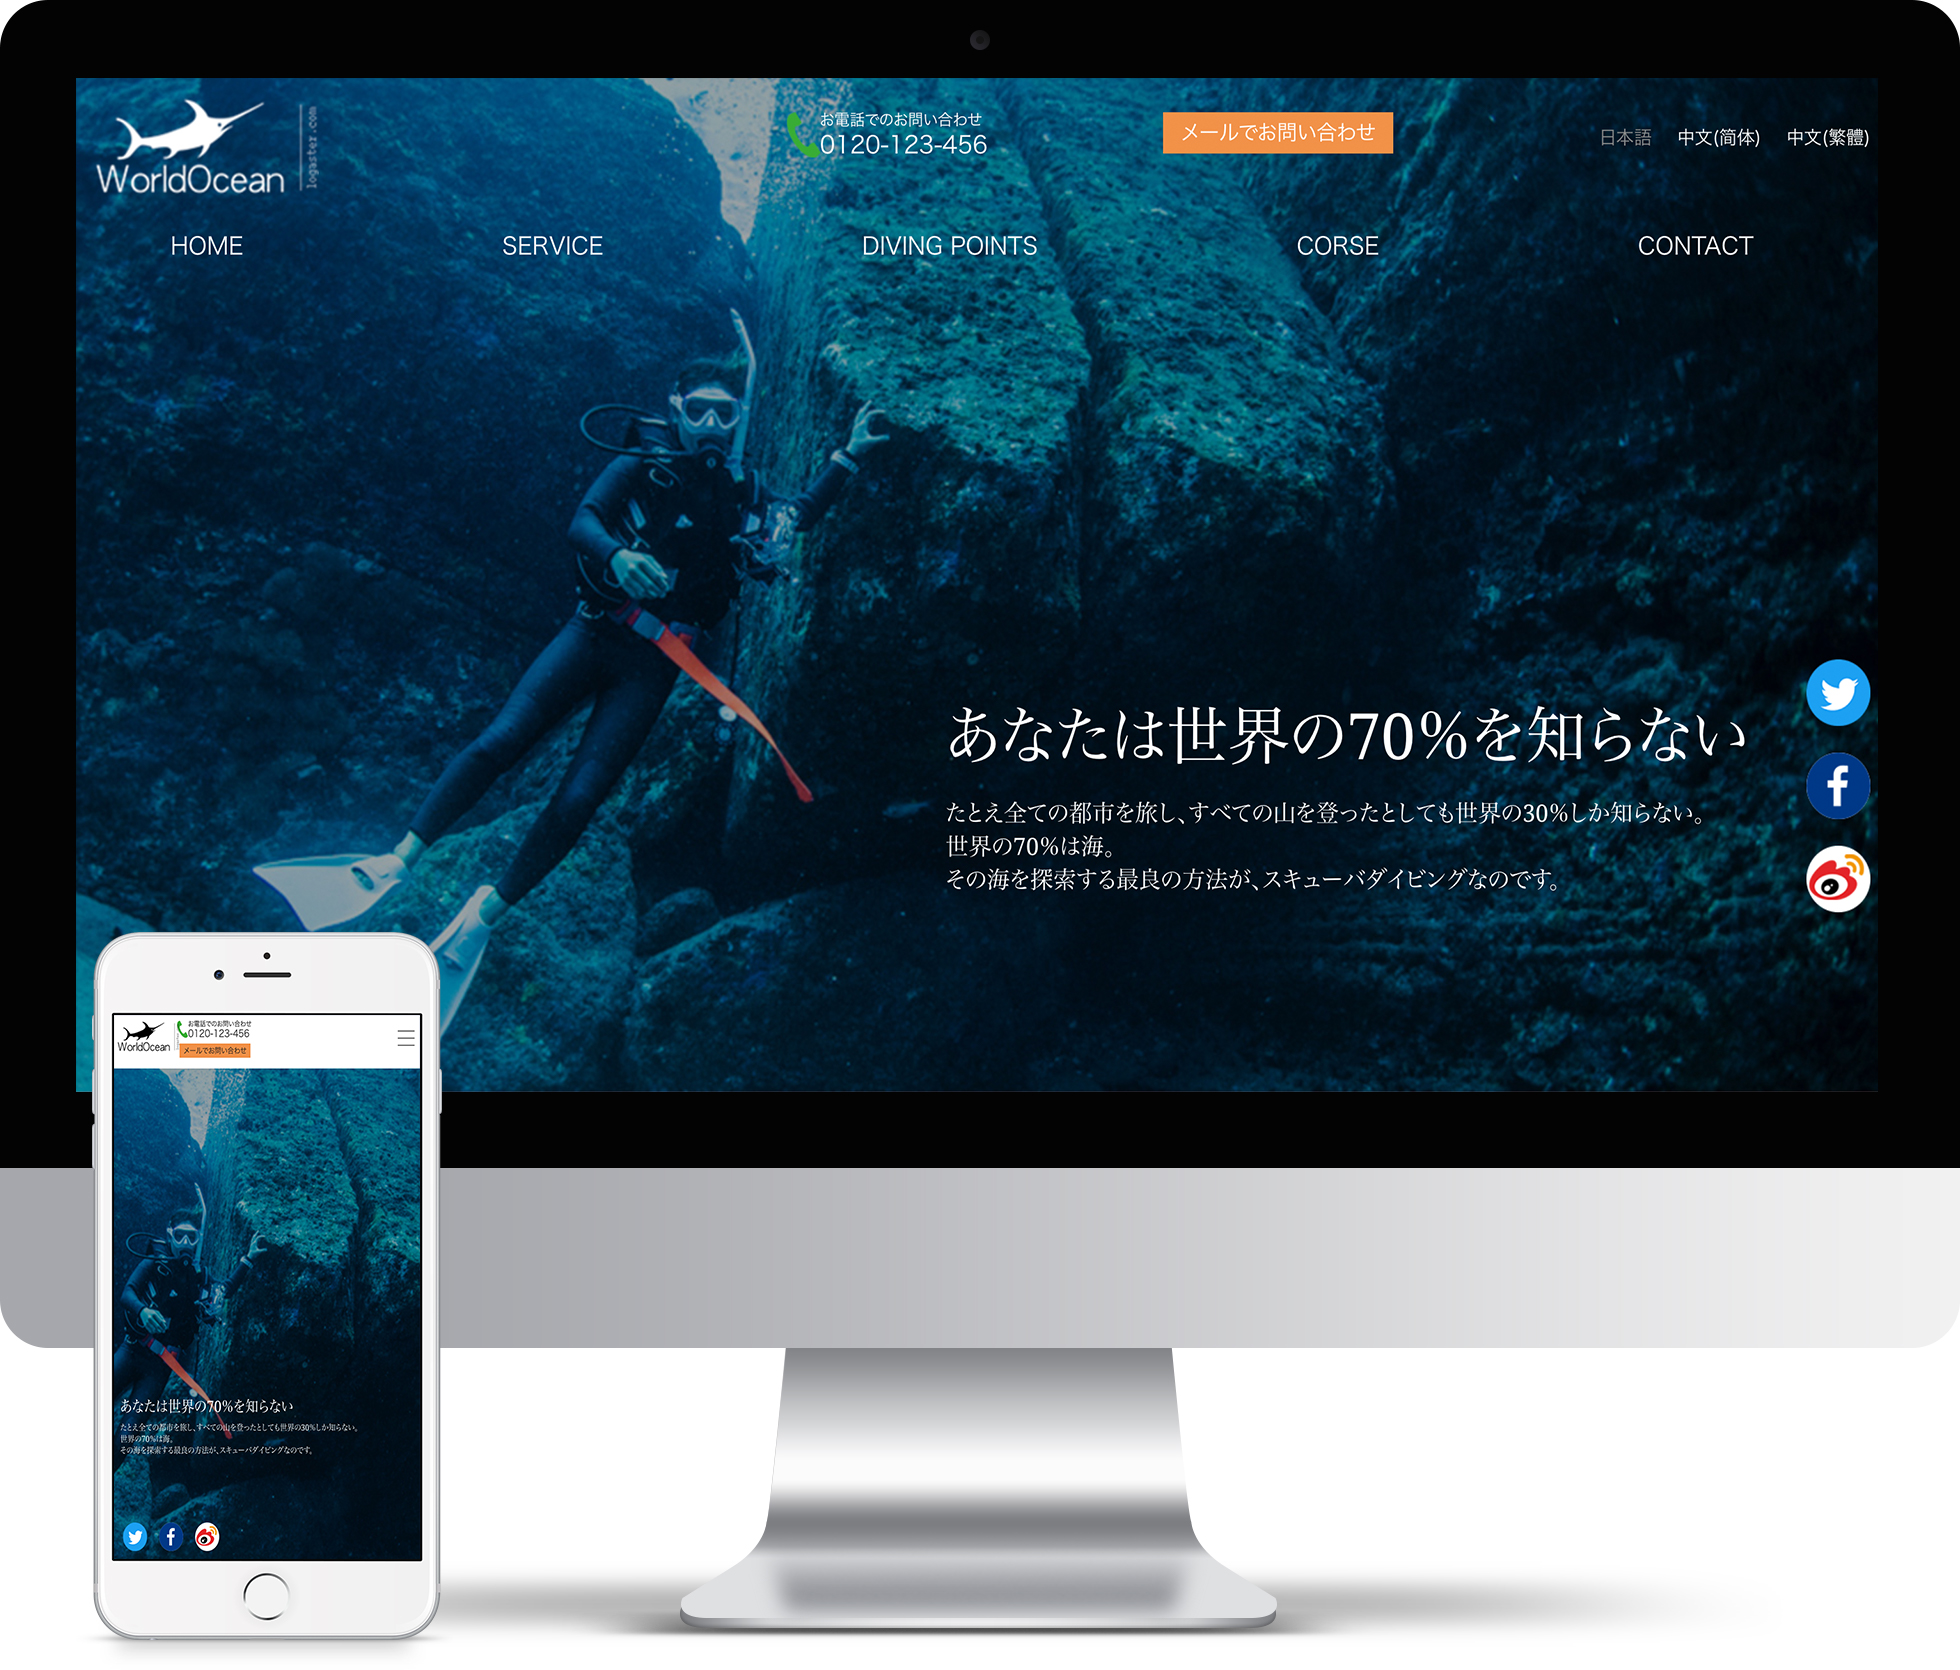 WorldOcean
logaster.com
お電話でのお問い合わせ
0120-123-456
メールでお問い合わせ
日本語 中文(简体) 中文(繁體)
HOME SERVICE DIVING POINTS CORSE CONTACT
あなたは世界の70%を知らない
たとえ全ての都市を旅し、すべての山を登ったとしても世界の30%しか知らない。
世界の70%は海。
その海を探索する最良の方法が、スキューバダイビングなのです。
WorldOcean
お電話でのお問い合わせ
0120-123-456
メールでお問い合わせ
あなたは世界の70%を知らない
たとえ全ての都市を旅し、すべての山を登ったとしても世界の30%しか知らない。
世界の70%は海。
その海を探索する最良の方法が、スキューバダイビングなのです。